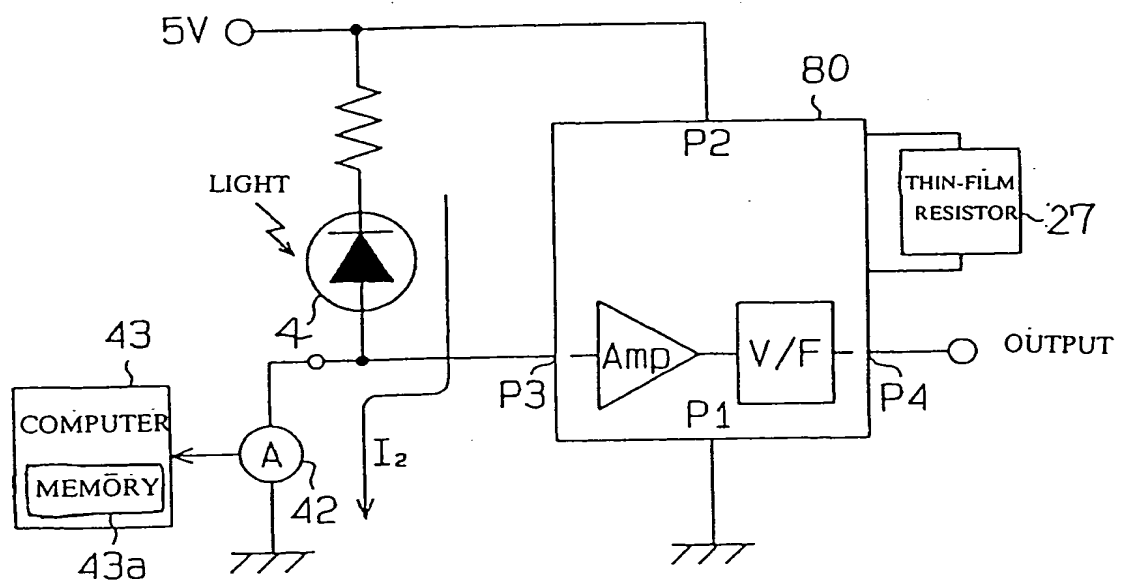 5V
80
P2
LIGHT
THIN-FILM
RESISTOR
27
4
43
Amp
V/F
OUTPUT
P3
P4
P1
COMPUTER
A
I₂
MEMORY
42
43a